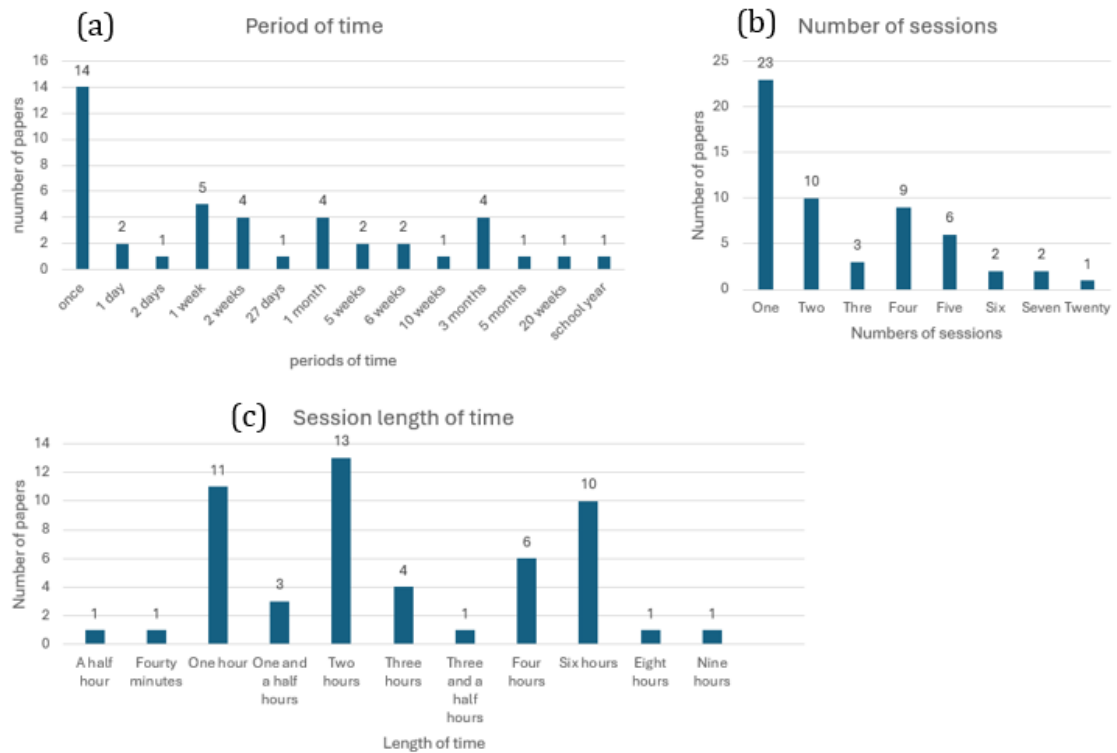 (a)
Period of time
nuumber of papers
16
14
12
10
8
6
4
2
0
14
2
1
5
4
1
4
2
2
1
4
1
1
1
once
1 day
2 days
1 week
2 weeks
27 days
1 month
5 weeks
6 weeks
10 weeks
3 months
5 months
20 weeks
school year
periods of time
(b)
Number of sessions
Number of papers
25
20
15
10
5
0
23
10
3
9
6
2
2
1
One
Two
Thre
Four
Five
Six
Seven
Twenty
Numbers of sessions
(c)
Session length of time
Number of papers
14
12
10
8
6
4
2
0
1
1
11
3
13
4
1
6
10
1
1
A half
hour
Fourty
minutes
One hour
One and
a half
hours
Two
hours
Three
hours
Three
and a
half
hours
Four
hours
Six hours
Eight
hours
Nine
hours
Length of time